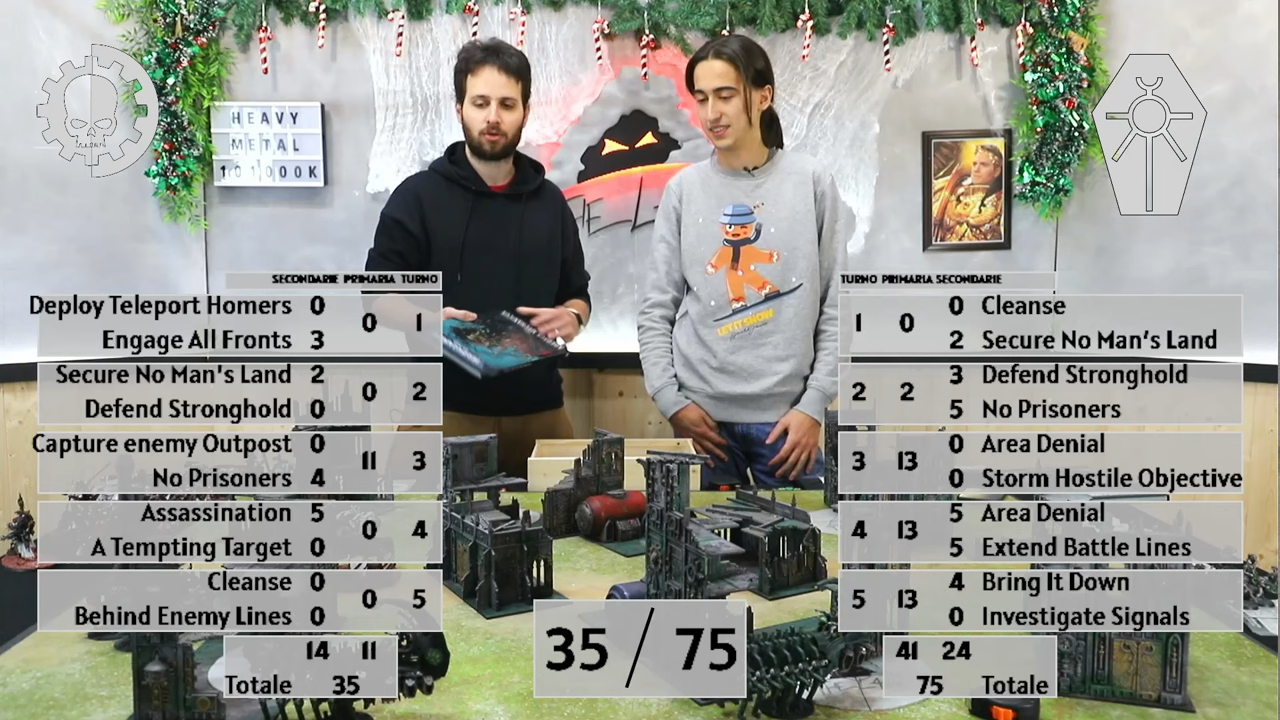 HEAVY
METAL
101000K
LET IT SNOW
SECONDARIE PRIMARIA TURNO
Deploy Teleport Homers 0 0 1
Engage All Fronts 3
Secure No Man's Land 2 0 2
Defend Stronghold 0
Capture enemy Outpost 0 11 3
No Prisoners 4
Assassination 5 0 4
A Tempting Target 0
Cleanse 0 0 5
Behind Enemy Lines 0
14 11
Totale 35
35 / 75
TURNO PRIMARIA SECONDARIE
1 0 0 Cleanse
2 Secure No Man's Land
2 2 3 Defend Stronghold
5 No Prisoners
3 13 0 Area Denial
0 Storm Hostile Objective
4 13 5 Area Denial
5 Extend Battle Lines
5 13 4 Bring It Down
0 Investigate Signals
41 24
75 Totale